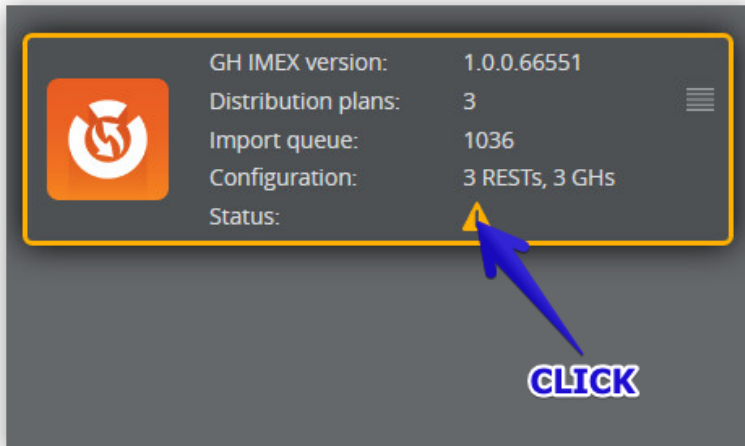 GH IMEX version: 1.0.0.66551
Distribution plans: 3
Import queue: 1036
Configuration: 3 RESTs, 3 GHs
Status:
CLICK